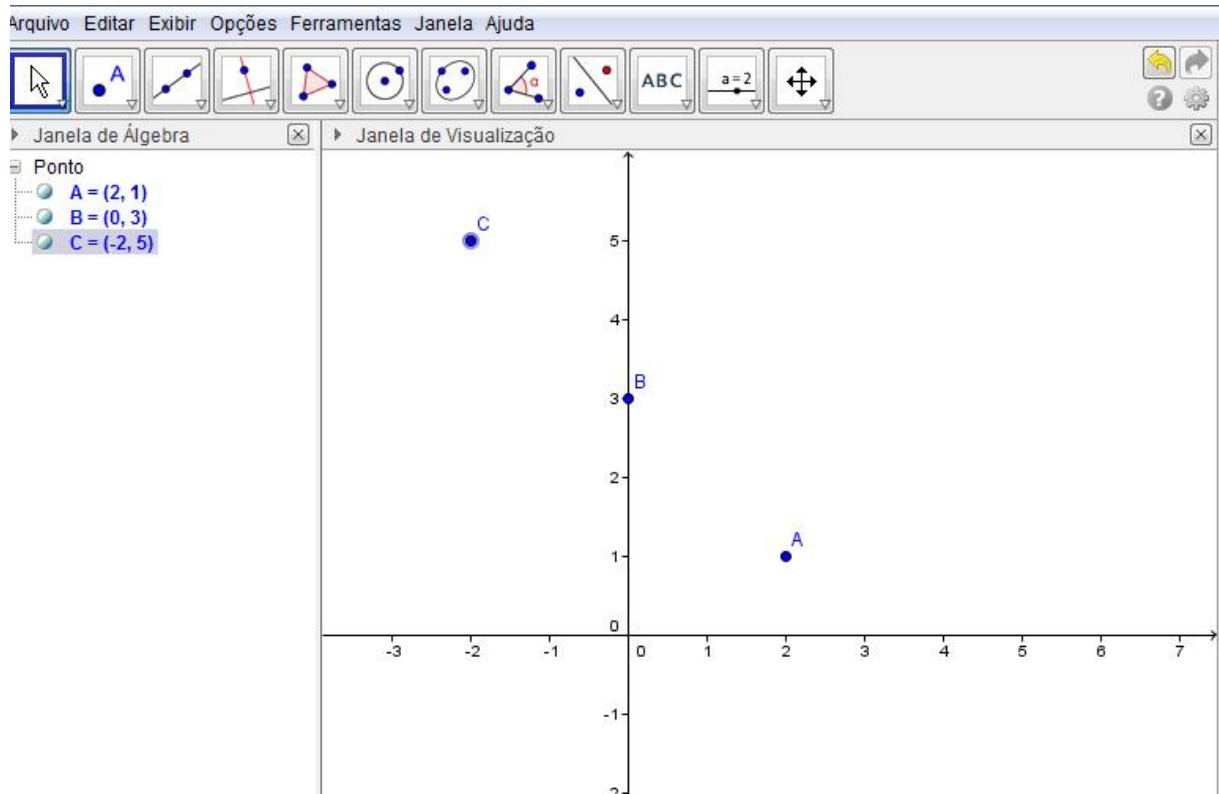 Arquivo Editar Exibir Opções Ferramentas Janela Ajuda
A α ABC a=2
Janela de Álgebra
Janela de Visualização
Ponto
A = (2, 1)
B = (0, 3)
C = (-2, 5)
C
5
4
B
3
2
A
1
0
-3 -2 -1 0 1 2 3 4 5 6 7
-1